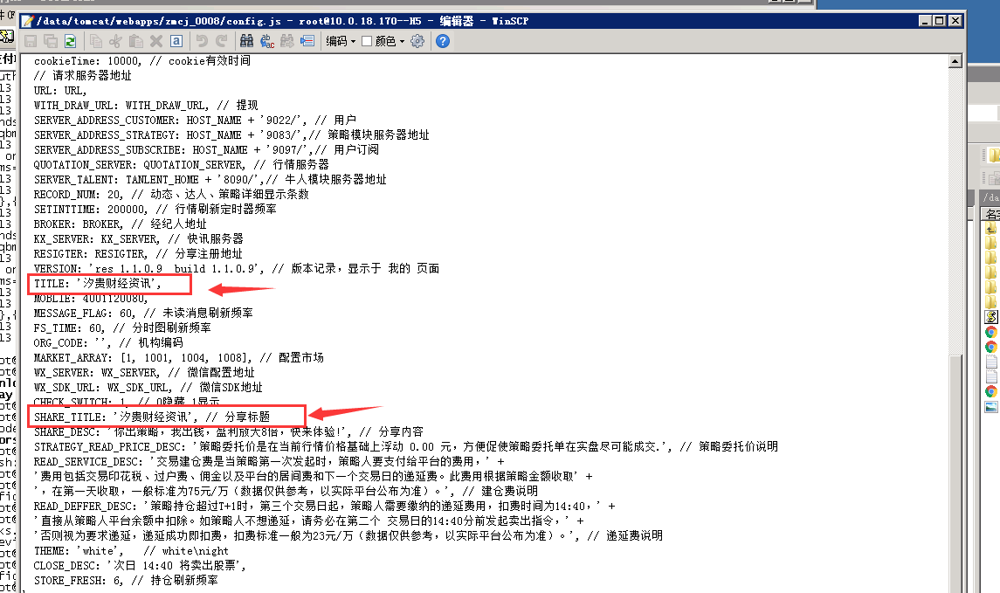 /data/tomcat/webapps/zmcj_0008/config.js - root@10.0.18.170--H5 - 编辑器 - WinSCP
编码 颜色
cookieTime: 10000, // cookie有效时间
// 请求服务器地址
URL: URL,
WITH_DRAW_URL: WITH_DRAW_URL, // 提现
SERVER_ADDRESS_CUSTOMER: HOST_NAME + '9022/', // 用户
SERVER_ADDRESS_STRATEGY: HOST_NAME + '9083/',// 策略模块服务器地址
SERVER_ADDRESS_SUBSCRIBE: HOST_NAME + '9097/',// 用户订阅
QUOTATION_SERVER: QUOTATION_SERVER, // 行情服务器
SERVER_TALENT: TANLENT_HOME + '8090/',// 牛人模块服务器地址
RECORD_NUM: 20, // 动态、达人、策略详细显示条数
SETINTTIME: 200000, // 行情刷新定时器频率
BROKER: BROKER, // 经纪人地址
KX_SERVER: KX_SERVER, // 快讯服务器
RESIGTER: RESIGTER, // 分享注册地址
VERSION: 'res 1.1.0.9  build 1.1.0.9', // 版本记录，显示于 我的 页面
TITLE: '汐贵财经资讯',
MOBLIE: 4001120080,
MESSAGE_FLAG: 60, // 未读消息刷新频率
FS_TIME: 60, // 分时图刷新频率
ORG_CODE: '', // 机构编码
MARKET_ARRAY: [1, 1001, 1004, 1008], // 配置市场
WX_SERVER: WX_SERVER, // 微信配置地址
WX_SDK_URL: WX_SDK_URL, // 微信SDK地址
CHECK_SWITCH: 1, // 0隐藏 1显示
SHARE_TITLE: '汐贵财经资讯', // 分享标题
SHARE_DESC: '你出策略，我出钱，盈利放大8倍，快来体验!', // 分享内容
STRATEGY_READ_PRICE_DESC: '策略委托价是在当前行情价格基础上浮动 0.00 元，方便促使策略委托单在实盘尽可能成交.', // 策略委托价说明
READ_SERVICE_DESC: '交易建仓费是当策略第一次发起时，策略人要支付给平台的费用，' +
'费用包括交易印花税、过户费、佣金以及平台的居间费和下一个交易日的递延费。此费用根据策略金额收取' +
'，在第一天收取，一般标准为75元/万（数据仅供参考，以实际平台公布为准）。', // 建仓费说明
READ_DEFFER_DESC: '策略持仓超过T+1时，第三个交易日起，策略人需要缴纳的递延费用，扣费时间为14:40，' +
'直接从策略人平台余额中扣除。如策略人不想递延，请务必在第二个 交易日的14:40分前发起卖出指令，' +
'否则视为要求递延，递延成功即扣费，扣费标准一般为23元/万（数据仅供参考，以实际平台公布为准）。', // 递延费说明
THEME: 'white',   // white\night
CLOSE_DESC: '次日 14:40 将卖出股票',
STORE_FRESH: 6, // 持仓刷新频率